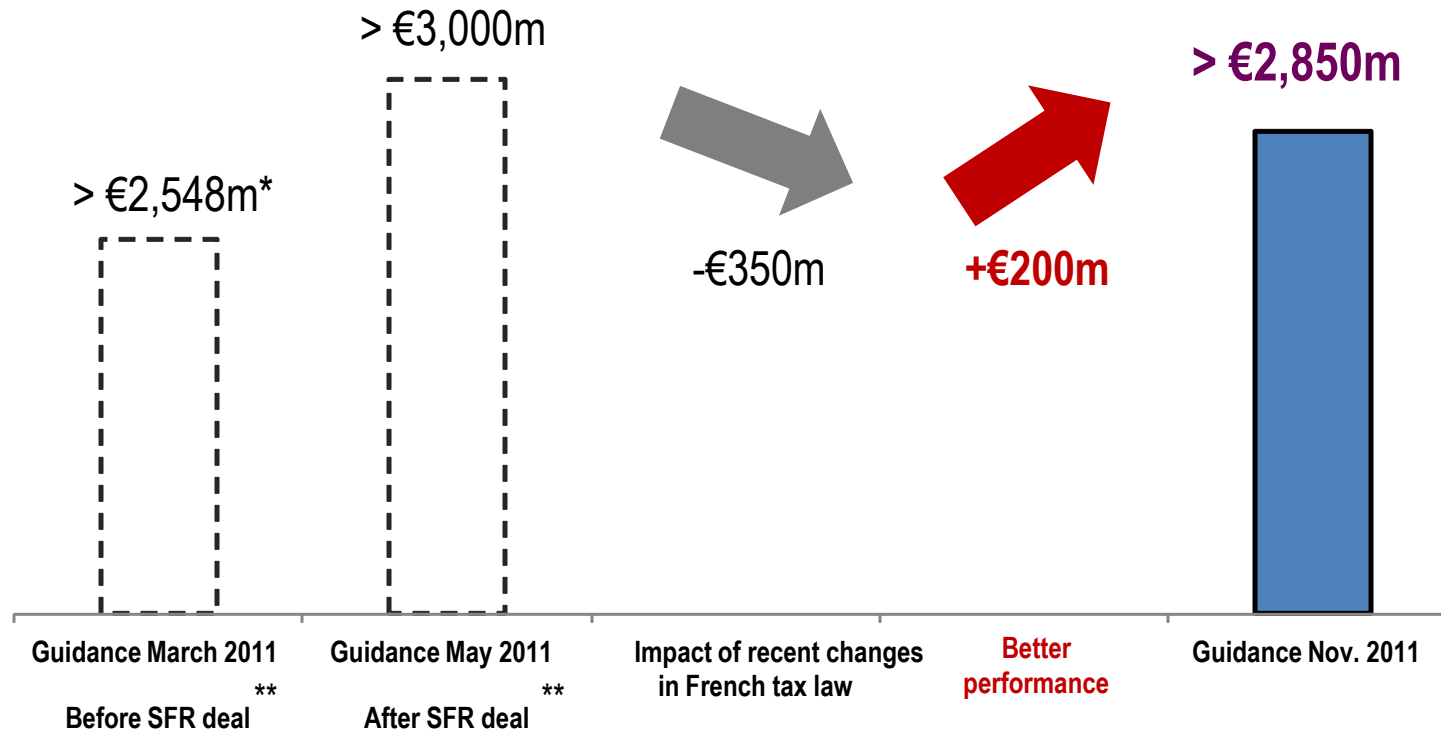 > €3,000m
> €2,850m
> €2,548m*
-€350m
+€200m
Guidance March 2011
**
Before SFR deal
Guidance May 2011
**
After SFR deal
Impact of recent changes
in French tax law
Better
performance
Guidance Nov. 2011